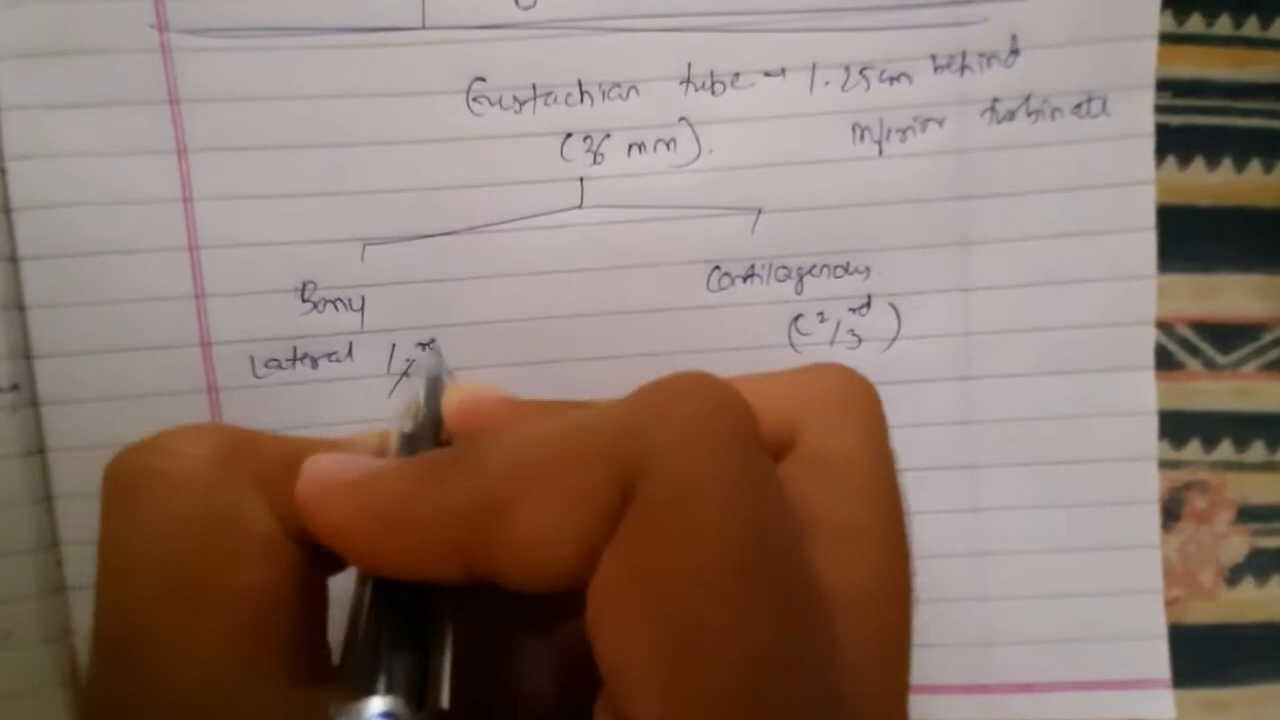 Eustachian tube → 1.25cm behind
(36 mm). inferior turbinate
Bony Cartilagenous
Lateral 1/3rd (2/3rd)